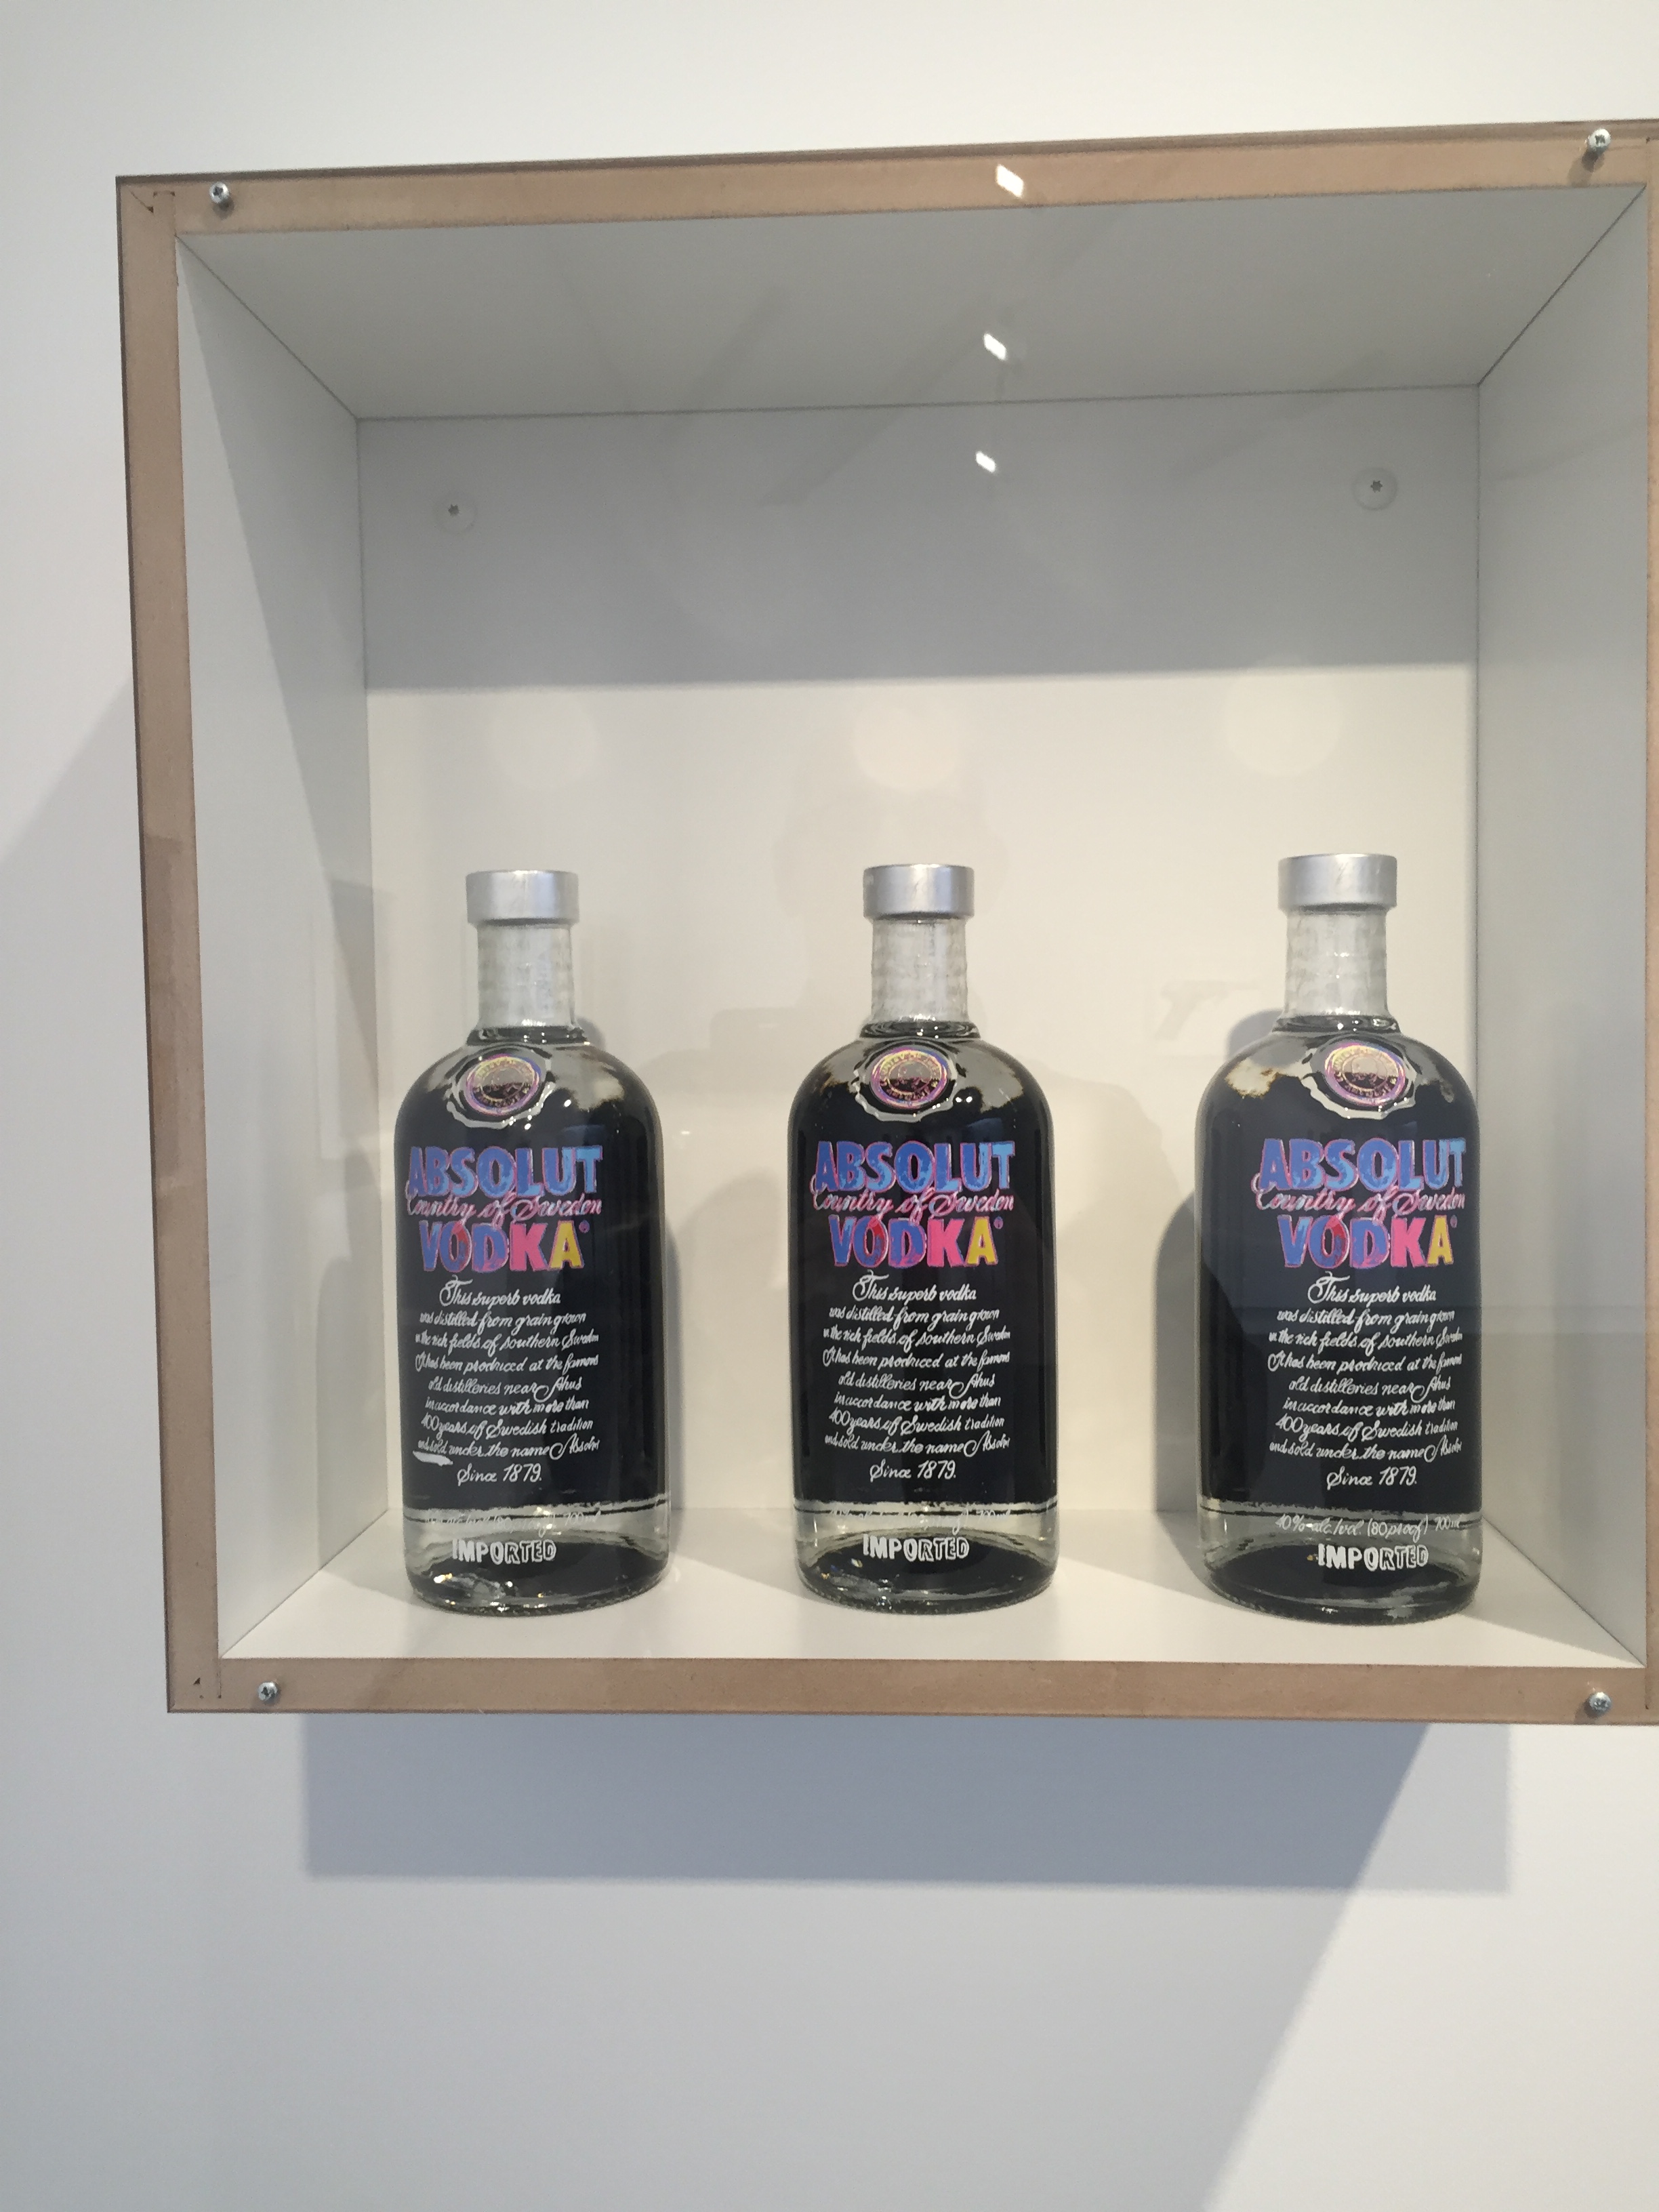 ABSOLUT
Country of Sweden
VODKA
This superb vodka
was distilled from grain grown
in the rich fields of southern Sweden
It has been produced at the famous
old distilleries near Åhus
in accordance with more than
400 years of Swedish tradition
and sold under the name Absolut
Since 1879.
IMPORTED
ABSOLUT
Country of Sweden
VODKA
This superb vodka
was distilled from grain grown
in the rich fields of southern Sweden
It has been produced at the famous
old distilleries near Åhus
in accordance with more than
400 years of Swedish tradition
and sold under the name Absolut
Since 1879.
IMPORTED
ABSOLUT
Country of Sweden
VODKA
This superb vodka
was distilled from grain grown
in the rich fields of southern Sweden
It has been produced at the famous
old distilleries near Åhus
in accordance with more than
400 years of Swedish tradition
and sold under the name Absolut
Since 1879.
40% alc./vol. (80 proof) 700 ml
IMPORTED